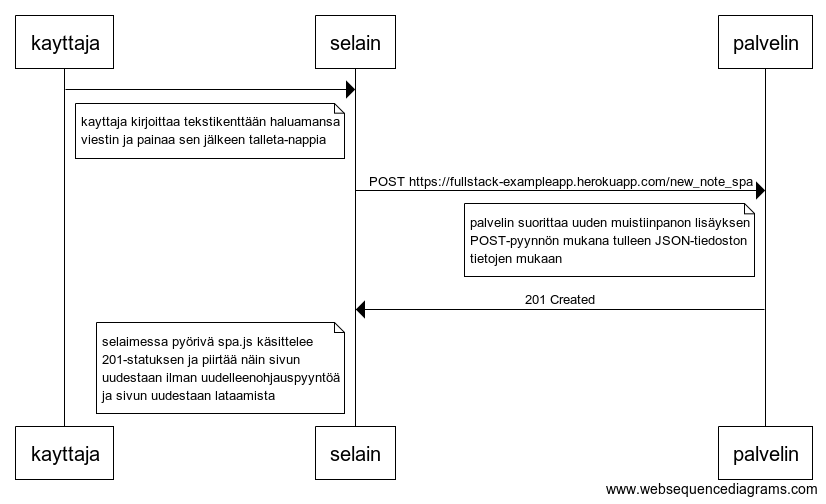 kayttaja
selain
palvelin
kayttaja kirjoittaa tekstikenttään haluamansa
viestin ja painaa sen jälkeen talleta-nappia
POST https://fullstack-exampleapp.herokuapp.com/new_note_spa
palvelin suorittaa uuden muistiinpanon lisäyksen
POST-pyynnön mukana tulleen JSON-tiedoston
tietojen mukaan
201 Created
selaimessa pyörivä spa.js käsittelee
201-statuksen ja piirtää näin sivun
uudestaan ilman uudelleenohjauspyyntöä
ja sivun uudestaan lataamista
kayttaja
selain
palvelin
www.websequencediagrams.com